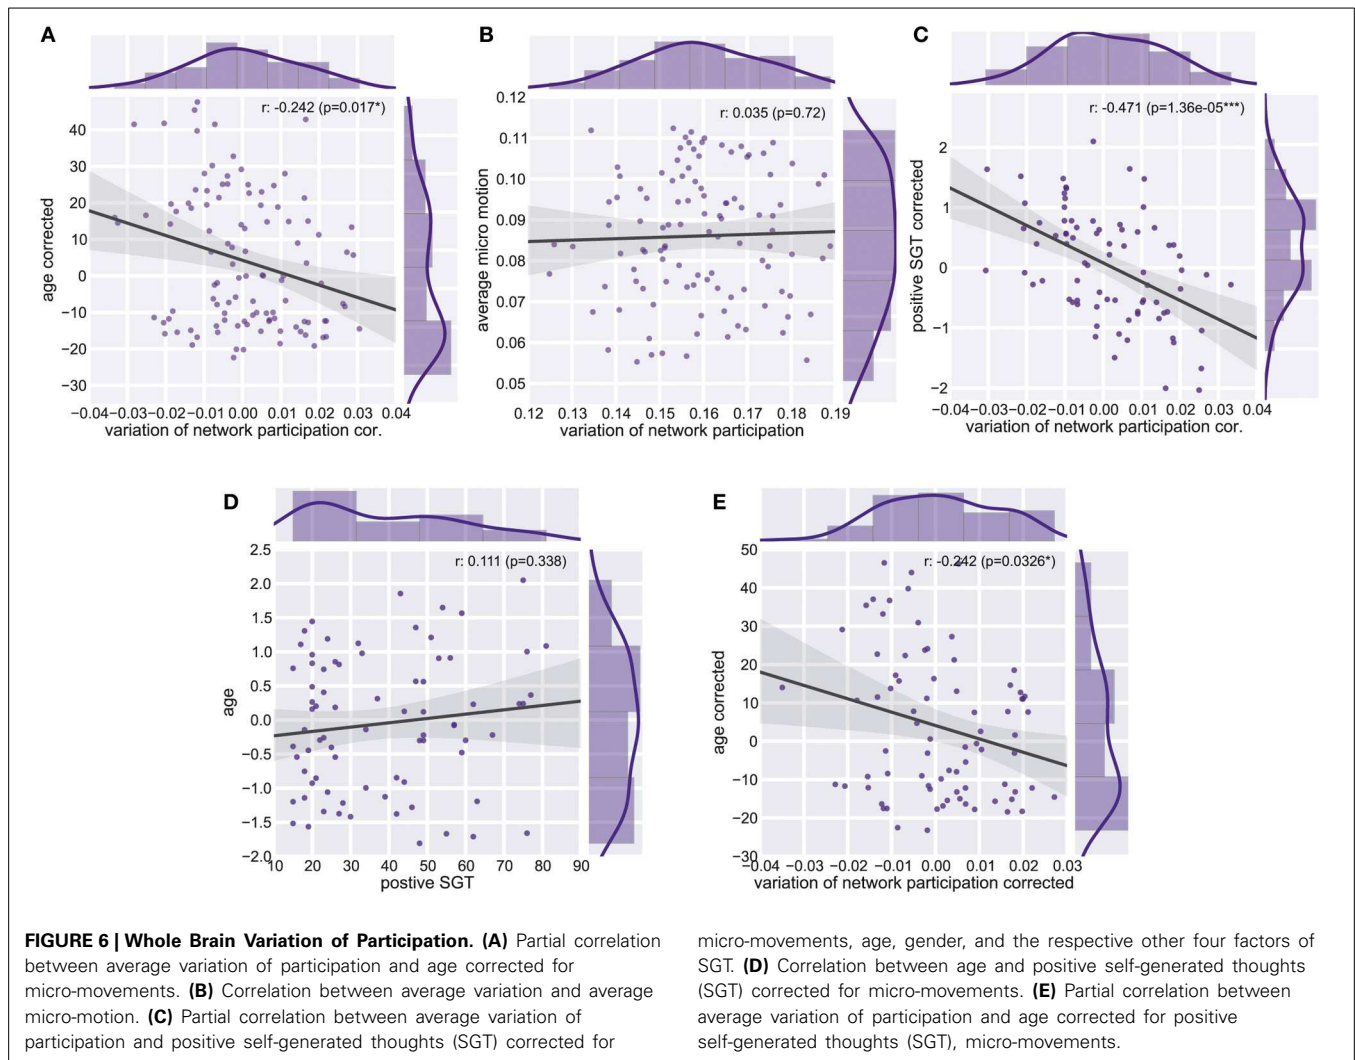 A
r: -0.242 (p=0.017*)
age corrected
40
30
20
10
0
−10
−20
−30
−0.04−0.03−0.02−0.01 0.00 0.01 0.02 0.03 0.04
variation of network participation cor.
B
r: 0.035 (p=0.72)
average micro motion
0.12
0.11
0.10
0.09
0.08
0.07
0.06
0.05
0.12 0.13 0.14 0.15 0.16 0.17 0.18 0.19
variation of network participation
C
r: -0.471 (p=1.36e-05***)
positive SGT corrected
2
1
0
−1
−2
−0.04−0.03−0.02−0.01 0.00 0.01 0.02 0.03 0.04
variation of network participation cor.
D
r: 0.111 (p=0.338)
age
2.5
2.0
1.5
1.0
0.5
0.0
−0.5
−1.0
−1.5
−2.0
10 20 30 40 50 60 70 80 90
postive SGT
E
r: -0.242 (p=0.0326*)
age corrected
50
40
30
20
10
0
−10
−20
−30
−0.04 −0.03 −0.02 −0.01 0.00 0.01 0.02 0.03
variation of network participation corrected
FIGURE 6 | Whole Brain Variation of Participation. (A) Partial correlation
between average variation of participation and age corrected for
micro-movements. (B) Correlation between average variation and average
micro-motion. (C) Partial correlation between average variation of
participation and positive self-generated thoughts (SGT) corrected for
micro-movements, age, gender, and the respective other four factors of
SGT. (D) Correlation between age and positive self-generated thoughts
(SGT) corrected for micro-movements. (E) Partial correlation between
average variation of participation and age corrected for positive
self-generated thoughts (SGT), micro-movements.